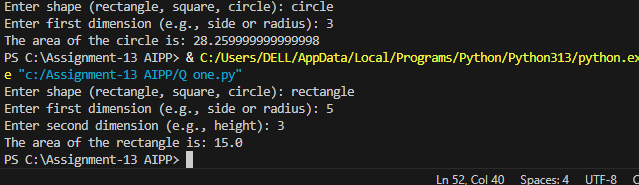 Enter shape (rectangle, square, circle): circle
Enter first dimension (e.g., side or radius): 3
The area of the circle is: 28.259999999999998
PS C:\Assignment-13 AIPP> & C:/Users/DELL/AppData/Local/Programs/Python/Python313/python.ex
e "c:/Assignment-13 AIPP/Q one.py"
Enter shape (rectangle, square, circle): rectangle
Enter first dimension (e.g., side or radius): 5
Enter second dimension (e.g., height): 3
The area of the rectangle is: 15.0
PS C:\Assignment-13 AIPP>
Ln 52, Col 40 Spaces: 4 UTF-8